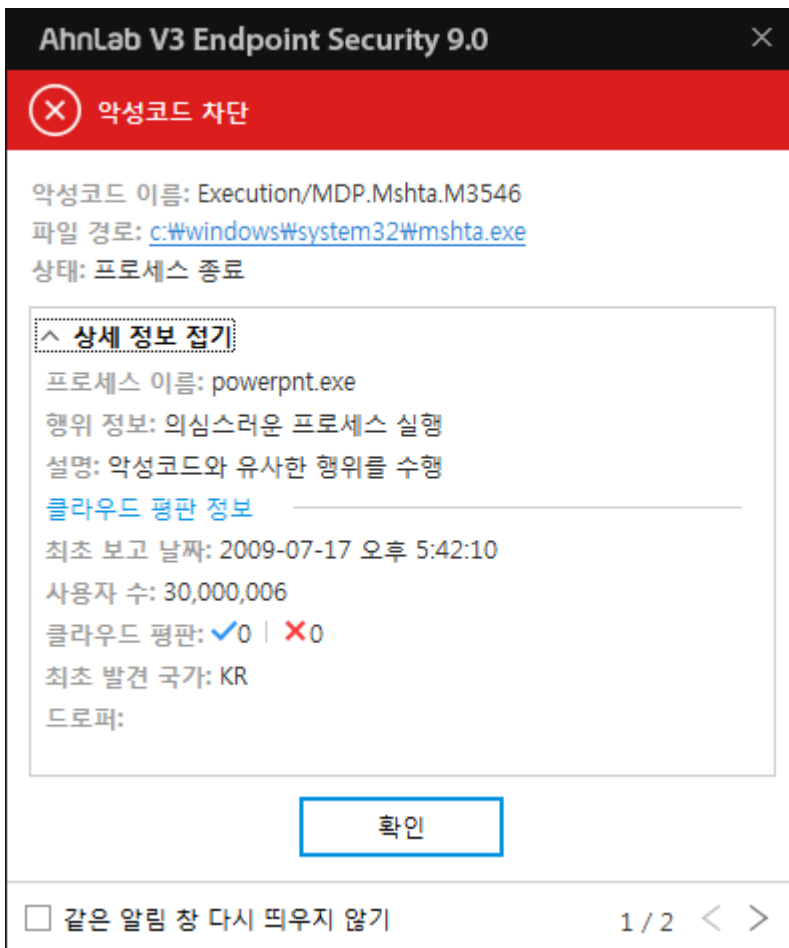 AhnLab V3 Endpoint Security 9.0
악성코드 차단
악성코드 이름: Execution/MDP.Mshta.M3546
파일 경로: c:₩windows₩system32₩mshta.exe
상태: 프로세스 종료
상세 정보 접기
프로세스 이름: powerpnt.exe
행위 정보: 의심스러운 프로세스 실행
설명: 악성코드와 유사한 행위를 수행
클라우드 평판 정보
최초 보고 날짜: 2009-07-17 오후 5:42:10
사용자 수: 30,000,006
클라우드 평판: ✓0 | ✕0
최초 발견 국가: KR
드로퍼:
확인
같은 알림 창 다시 띄우지 않기 1 / 2 < >